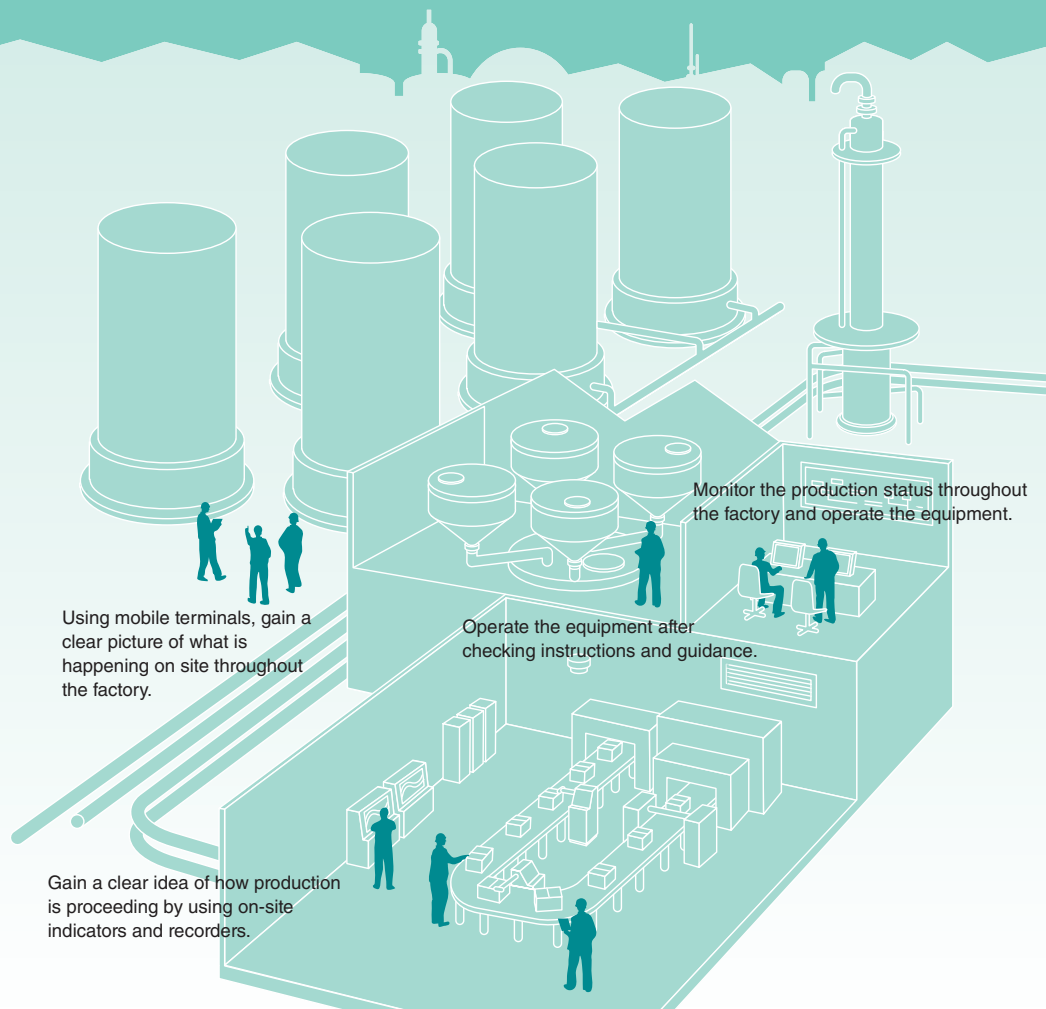 Monitor the production status throughout
the factory and operate the equipment.
Using mobile terminals, gain a
clear picture of what is
happening on site throughout
the factory.
Operate the equipment after
checking instructions and guidance.
Gain a clear idea of how production
is proceeding by using on-site
indicators and recorders.